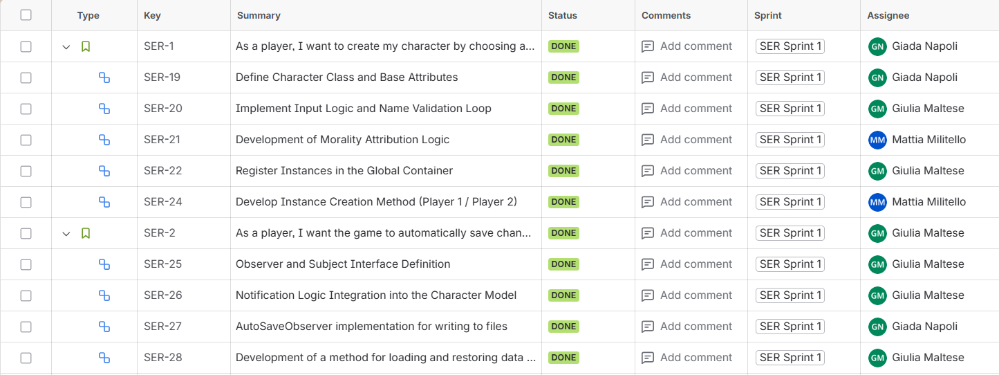 Type Key Summary Status Comments Sprint Assignee
SER-1 As a player, I want to create my character by choosing a... DONE Add comment SER Sprint 1 GN Giada Napoli
SER-19 Define Character Class and Base Attributes DONE Add comment SER Sprint 1 GN Giada Napoli
SER-20 Implement Input Logic and Name Validation Loop DONE Add comment SER Sprint 1 GM Giulia Maltese
SER-21 Development of Morality Attribution Logic DONE Add comment SER Sprint 1 MM Mattia Militello
SER-22 Register Instances in the Global Container DONE Add comment SER Sprint 1 GM Giulia Maltese
SER-24 Develop Instance Creation Method (Player 1 / Player 2) DONE Add comment SER Sprint 1 MM Mattia Militello
SER-2 As a player, I want the game to automatically save chan... DONE Add comment SER Sprint 1 GM Giulia Maltese
SER-25 Observer and Subject Interface Definition DONE Add comment SER Sprint 1 GM Giulia Maltese
SER-26 Notification Logic Integration into the Character Model DONE Add comment SER Sprint 1 GM Giulia Maltese
SER-27 AutoSaveObserver implementation for writing to files DONE Add comment SER Sprint 1 GN Giada Napoli
SER-28 Development of a method for loading and restoring data ... DONE Add comment SER Sprint 1 GM Giulia Maltese